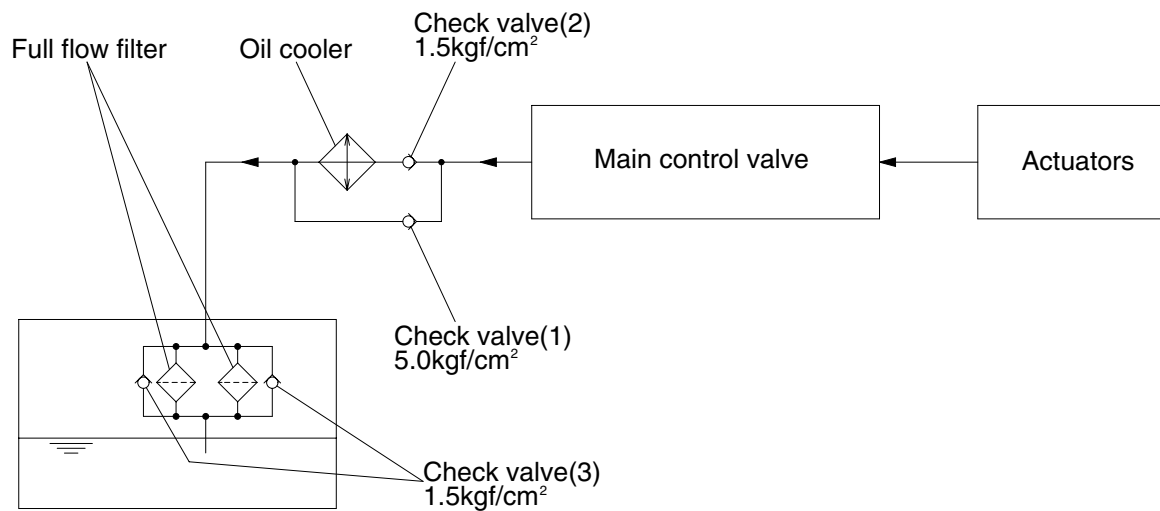 Check valve(2)
1.5kgf/cm²
Full flow filter
Oil cooler
Main control valve
Actuators
Check valve(1)
5.0kgf/cm²
Check valve(3)
1.5kgf/cm²